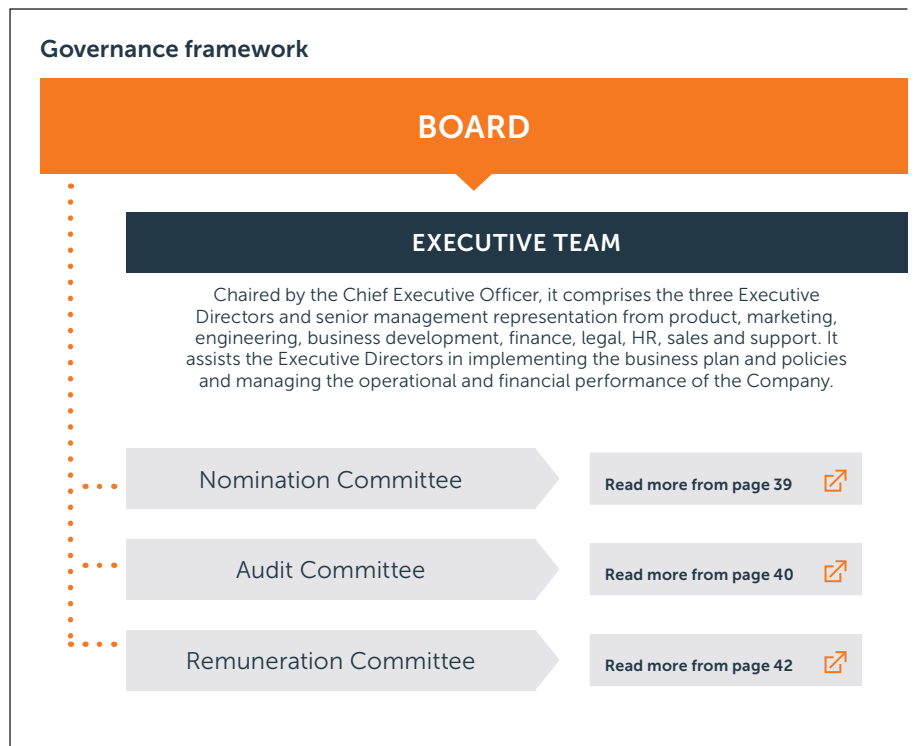 Governance framework
BOARD
EXECUTIVE TEAM
Chaired by the Chief Executive Officer, it comprises the three Executive
Directors and senior management representation from product, marketing,
engineering, business development, finance, legal, HR, sales and support. It
assists the Executive Directors in implementing the business plan and policies
and managing the operational and financial performance of the Company.
Nomination Committee
Read more from page 39
Audit Committee
Read more from page 40
Remuneration Committee
Read more from page 42